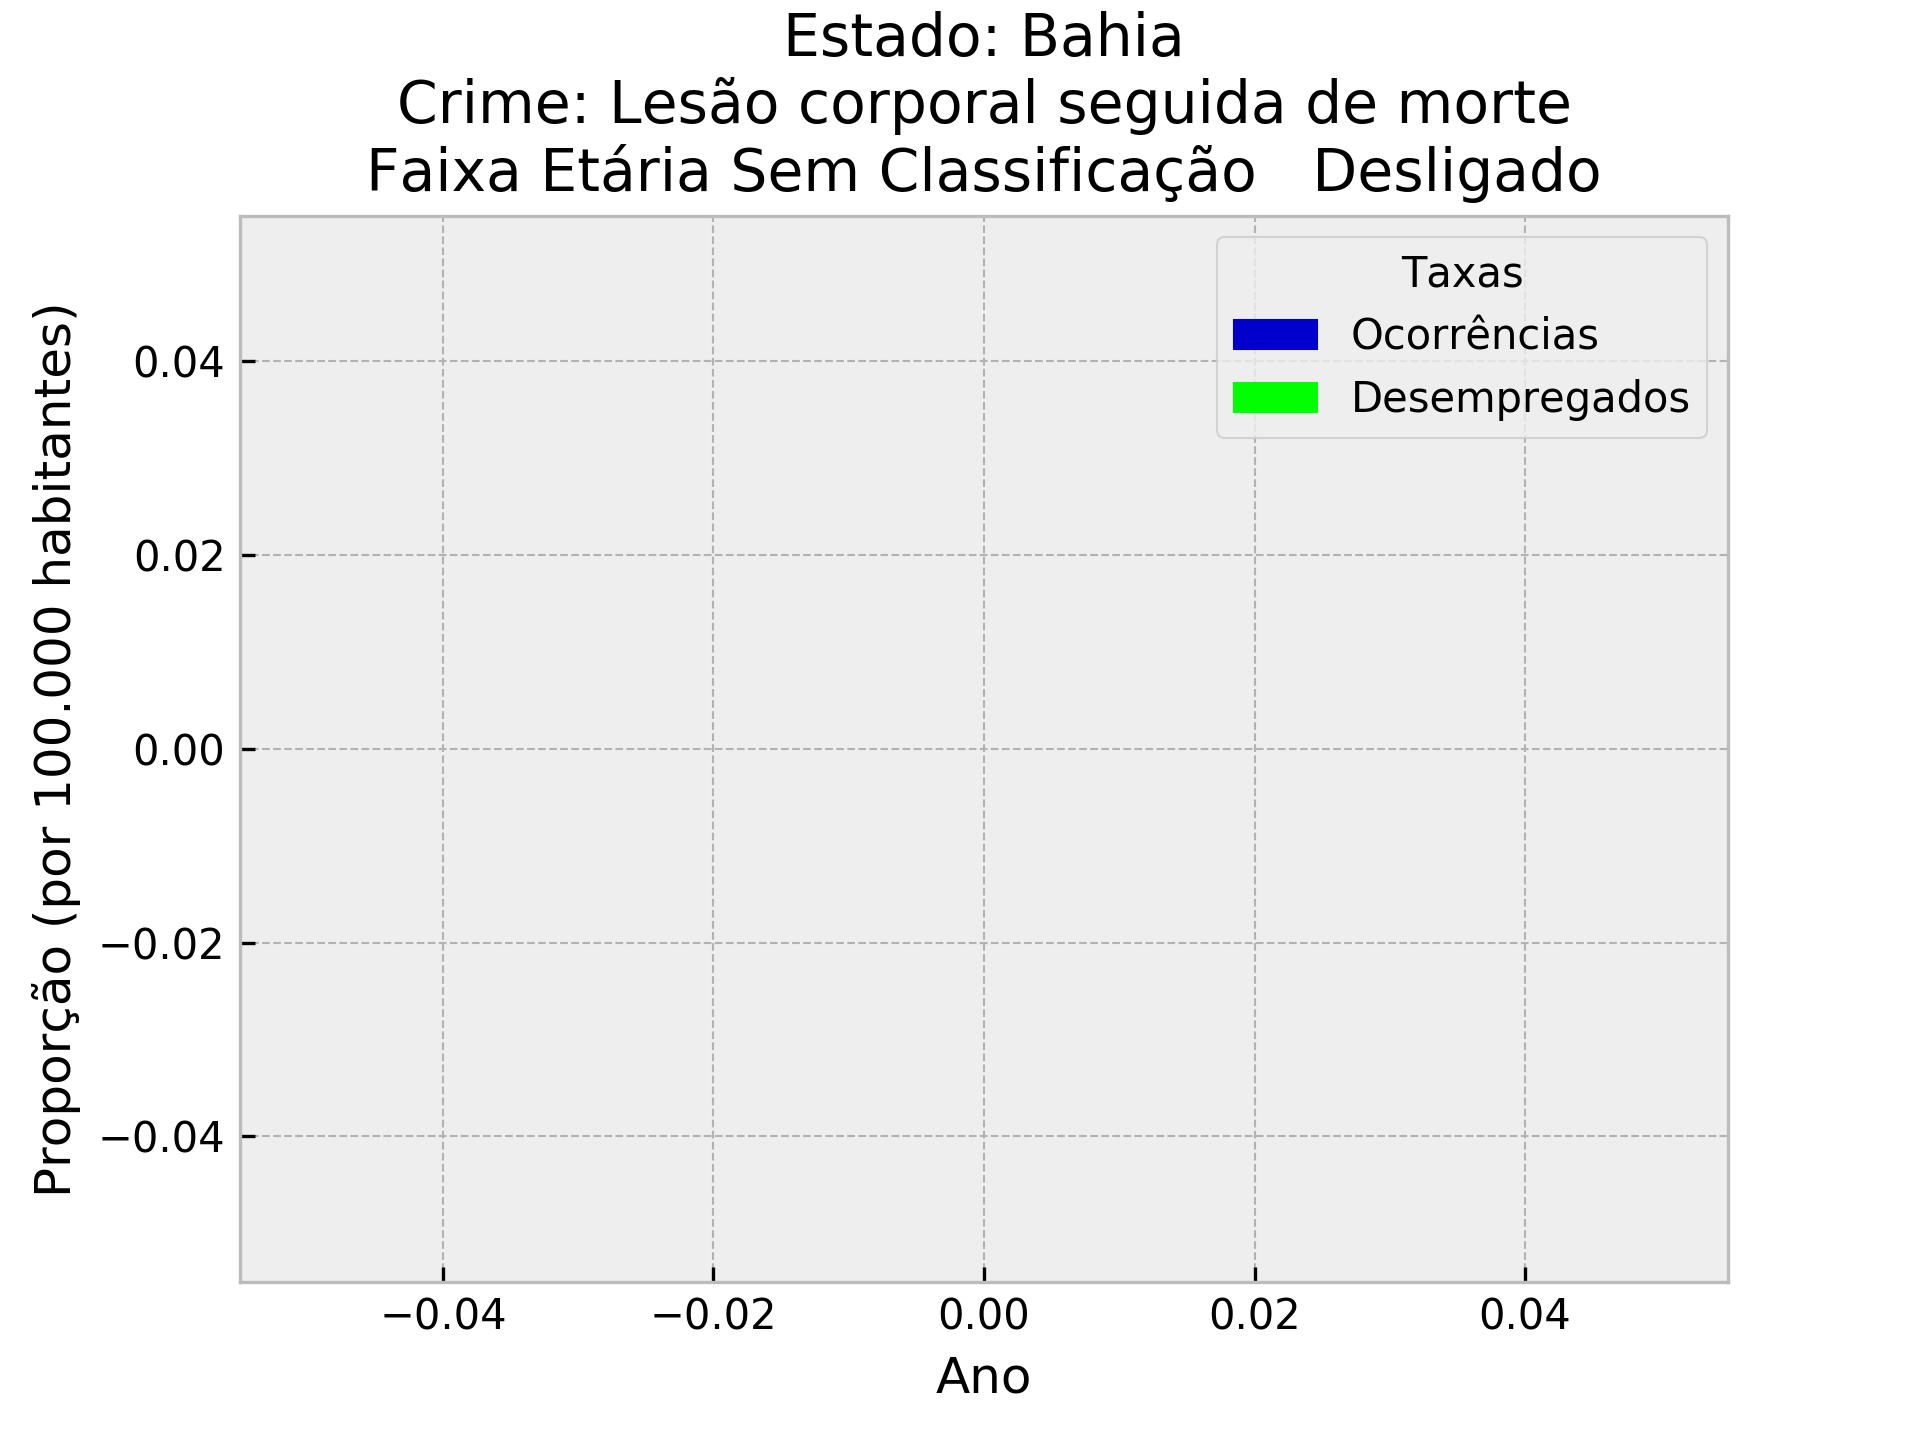 Estado: Bahia
Crime: Lesão corporal seguida de morte
Faixa Etária Sem Classificação   Desligado
Taxas
Ocorrências
Desempregados
Proporção (por 100.000 habitantes)
0.04
0.02
0.00
−0.02
−0.04
−0.04
−0.02
0.00
0.02
0.04
Ano